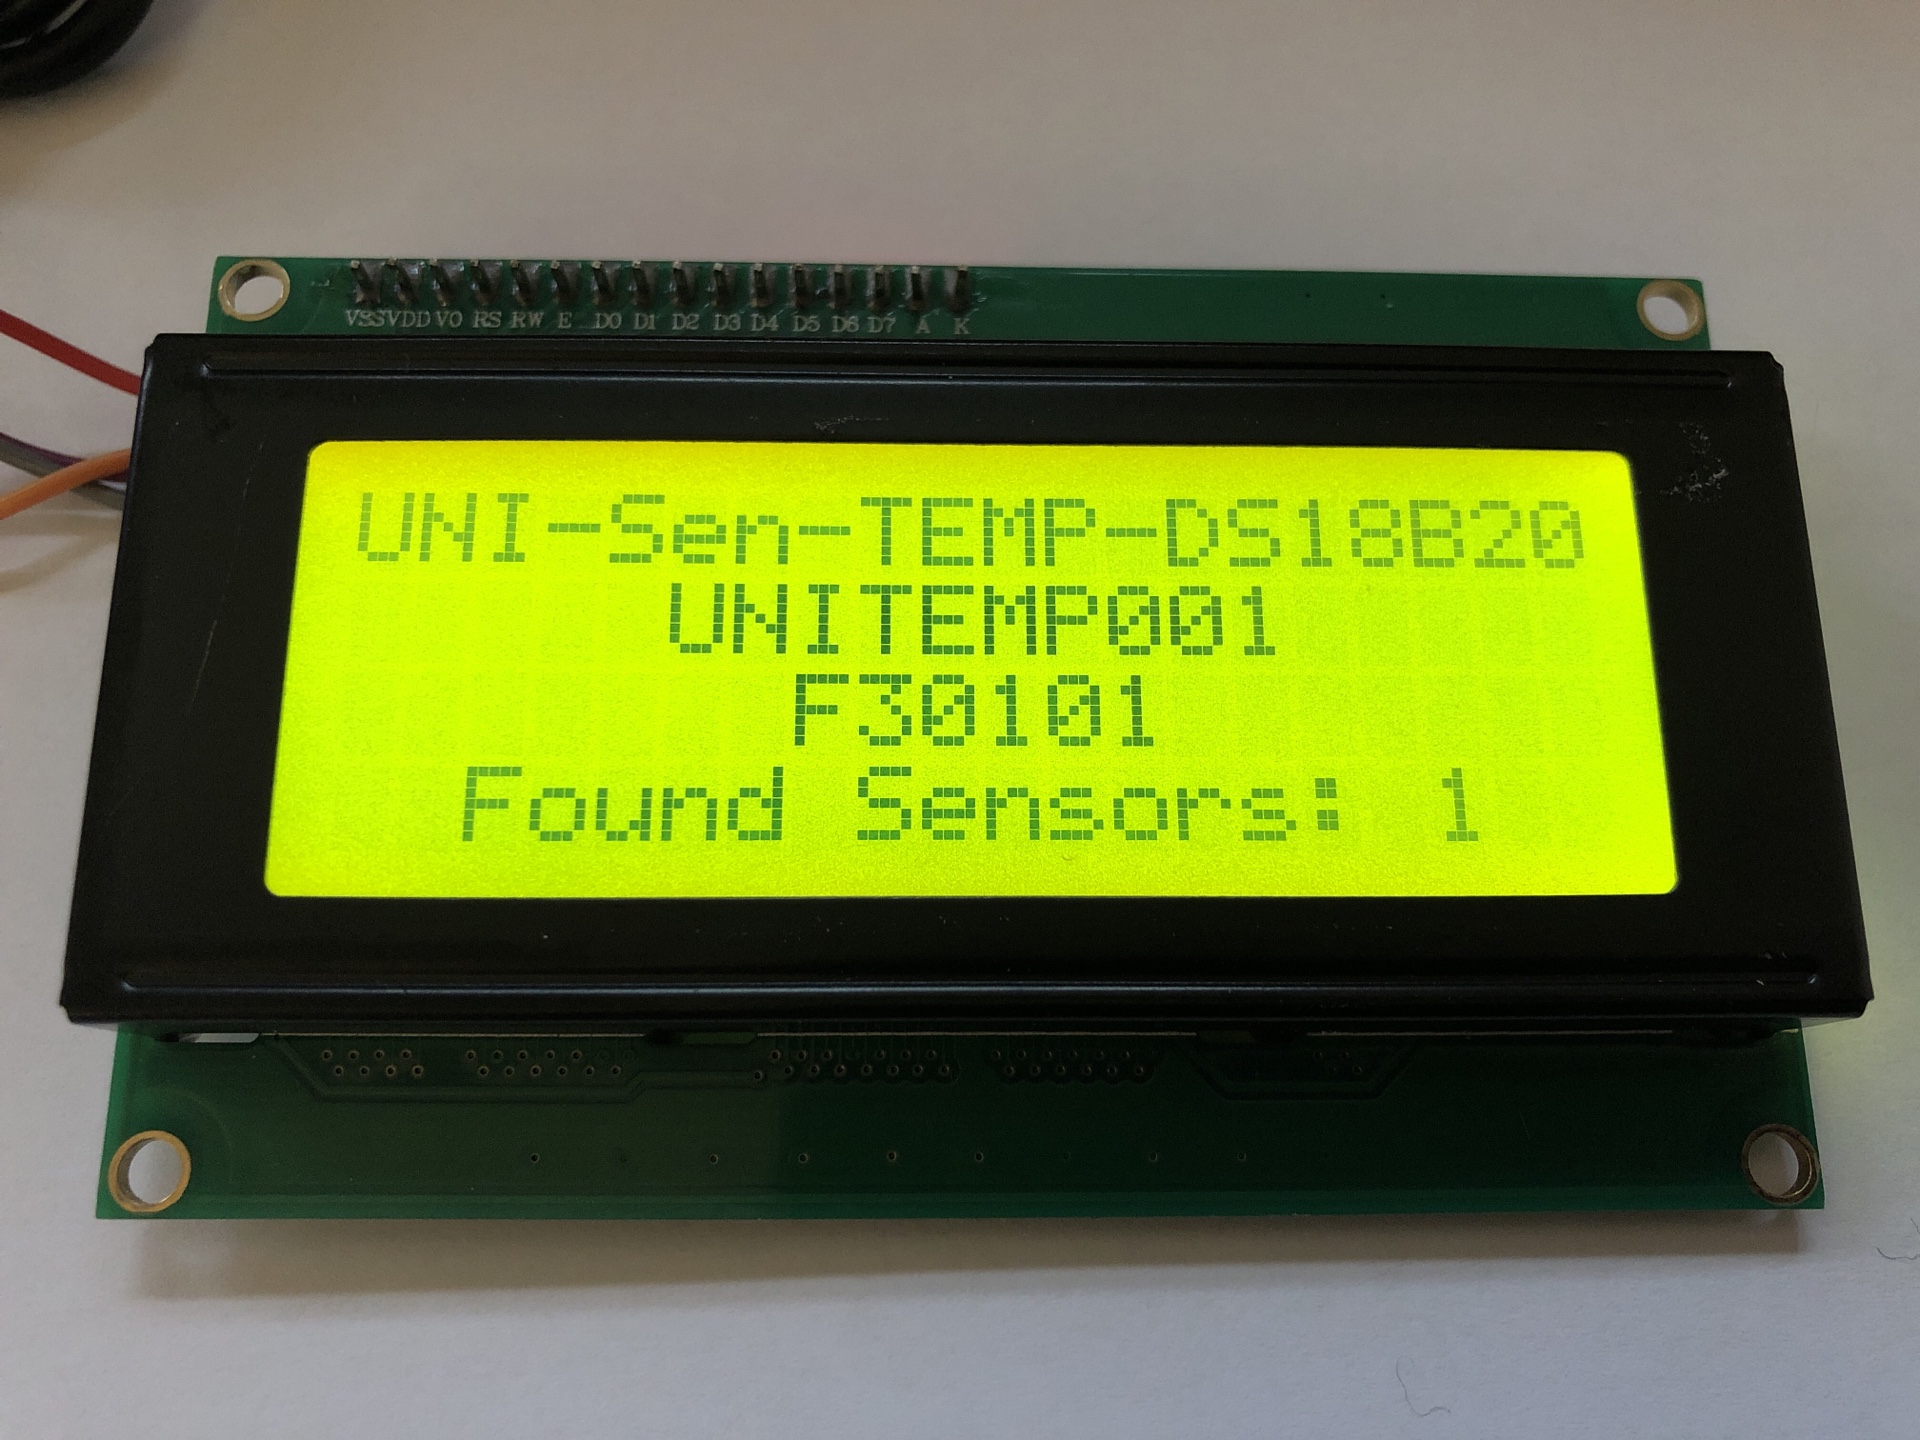 VSS VDD V0 RS RW E D0 D1 D2 D3 D4 D5 D6 D7 A K
UNI-Sen-TEMP-DS18B20
UNITEMP001
F30101
Found Sensors: 1